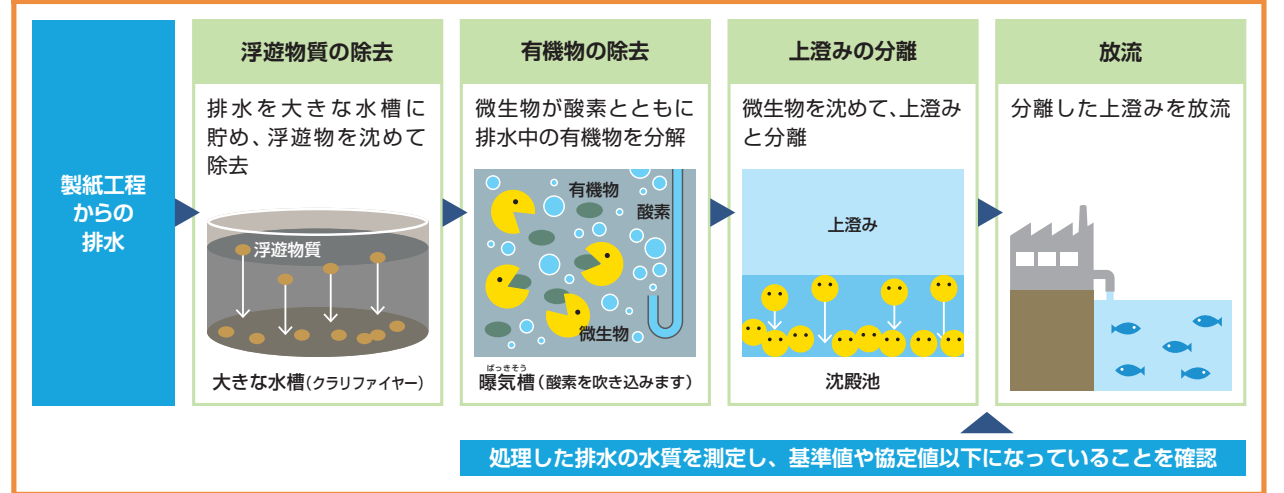 製紙工程
からの
排水
浮遊物質の除去
排水を大きな水槽に
貯め、浮遊物を沈めて
除去
浮遊物質
大きな水槽（クラリファイヤー）
有機物の除去
微生物が酸素とともに
排水中の有機物を分解
有機物
酸素
微生物
ばっきそう
曝気槽（酸素を吹き込みます）
上澄みの分離
微生物を沈めて、上澄み
と分離
上澄み
沈殿池
放流
分離した上澄みを放流
処理した排水の水質を測定し、基準値や協定値以下になっていることを確認